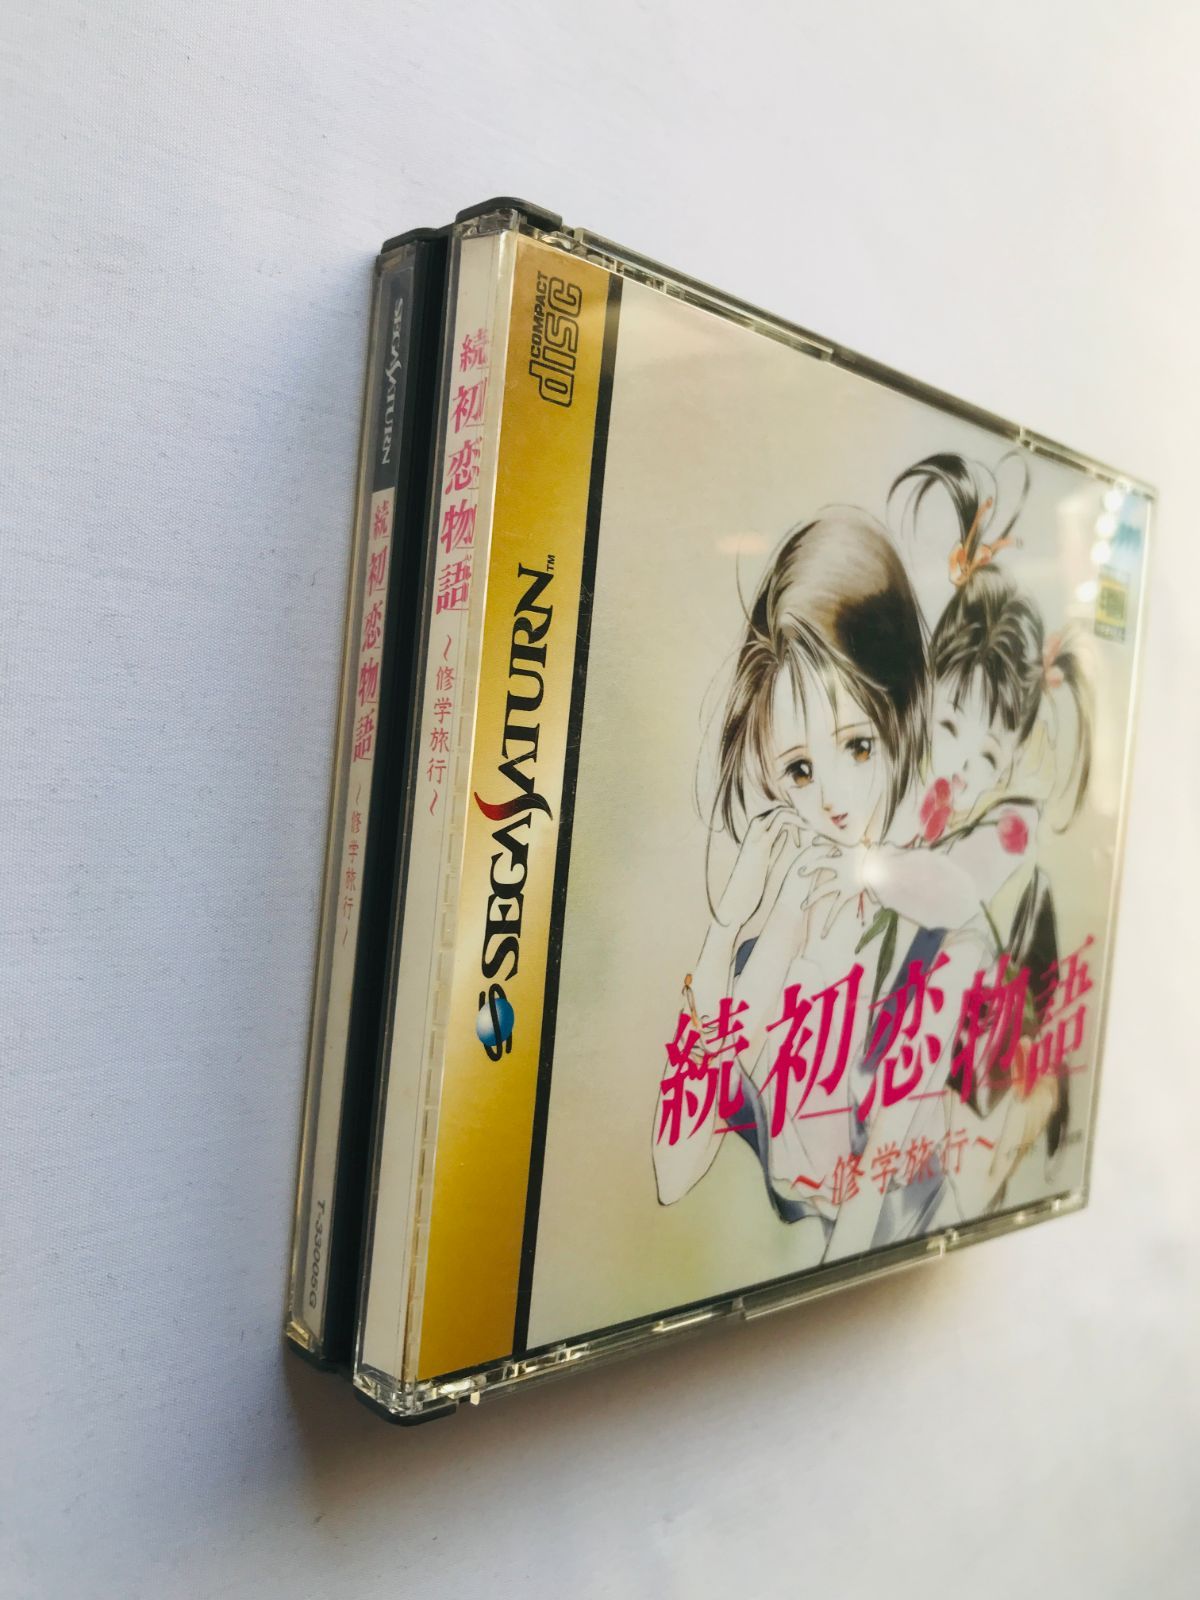 SEGA SATURN
続初恋物語
~修学旅行~
T-33005G
続初恋物語
~修学旅行~
COMPACT
disc
SEGA SATURN™
続初恋物語
~修学旅行~